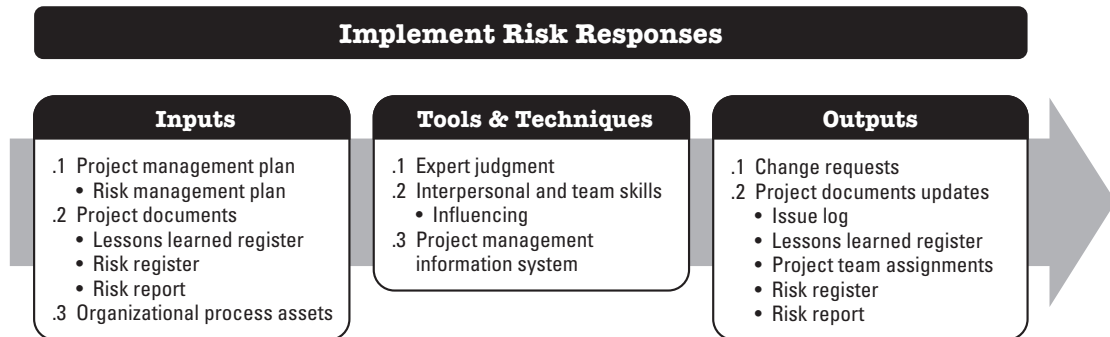 Implement Risk Responses
Inputs
.1 Project management plan
• Risk management plan
.2 Project documents
• Lessons learned register
• Risk register
• Risk report
.3 Organizational process assets
Tools & Techniques
.1 Expert judgment
.2 Interpersonal and team skills
• Influencing
.3 Project management
information system
Outputs
.1 Change requests
.2 Project documents updates
• Issue log
• Lessons learned register
• Project team assignments
• Risk register
• Risk report